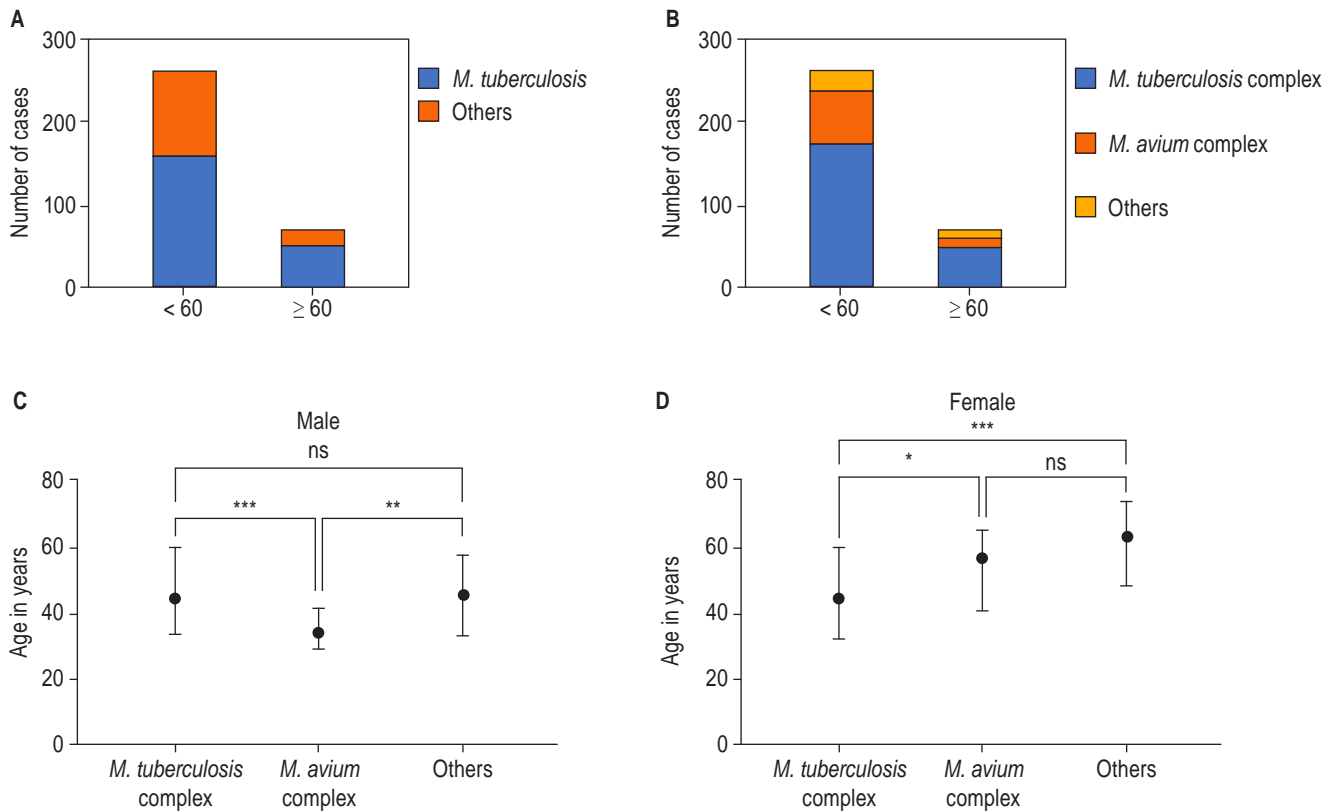 A
Number of cases
300
200
100
0
< 60
≥ 60
M. tuberculosis
Others
B
Number of cases
300
200
100
0
< 60
≥ 60
M. tuberculosis complex
M. avium complex
Others
C
Male
ns
***
**
Age in years
80
60
40
20
0
M. tuberculosis
complex
M. avium
complex
Others
D
Female
***
*
ns
Age in years
80
60
40
20
0
M. tuberculosis
complex
M. avium
complex
Others